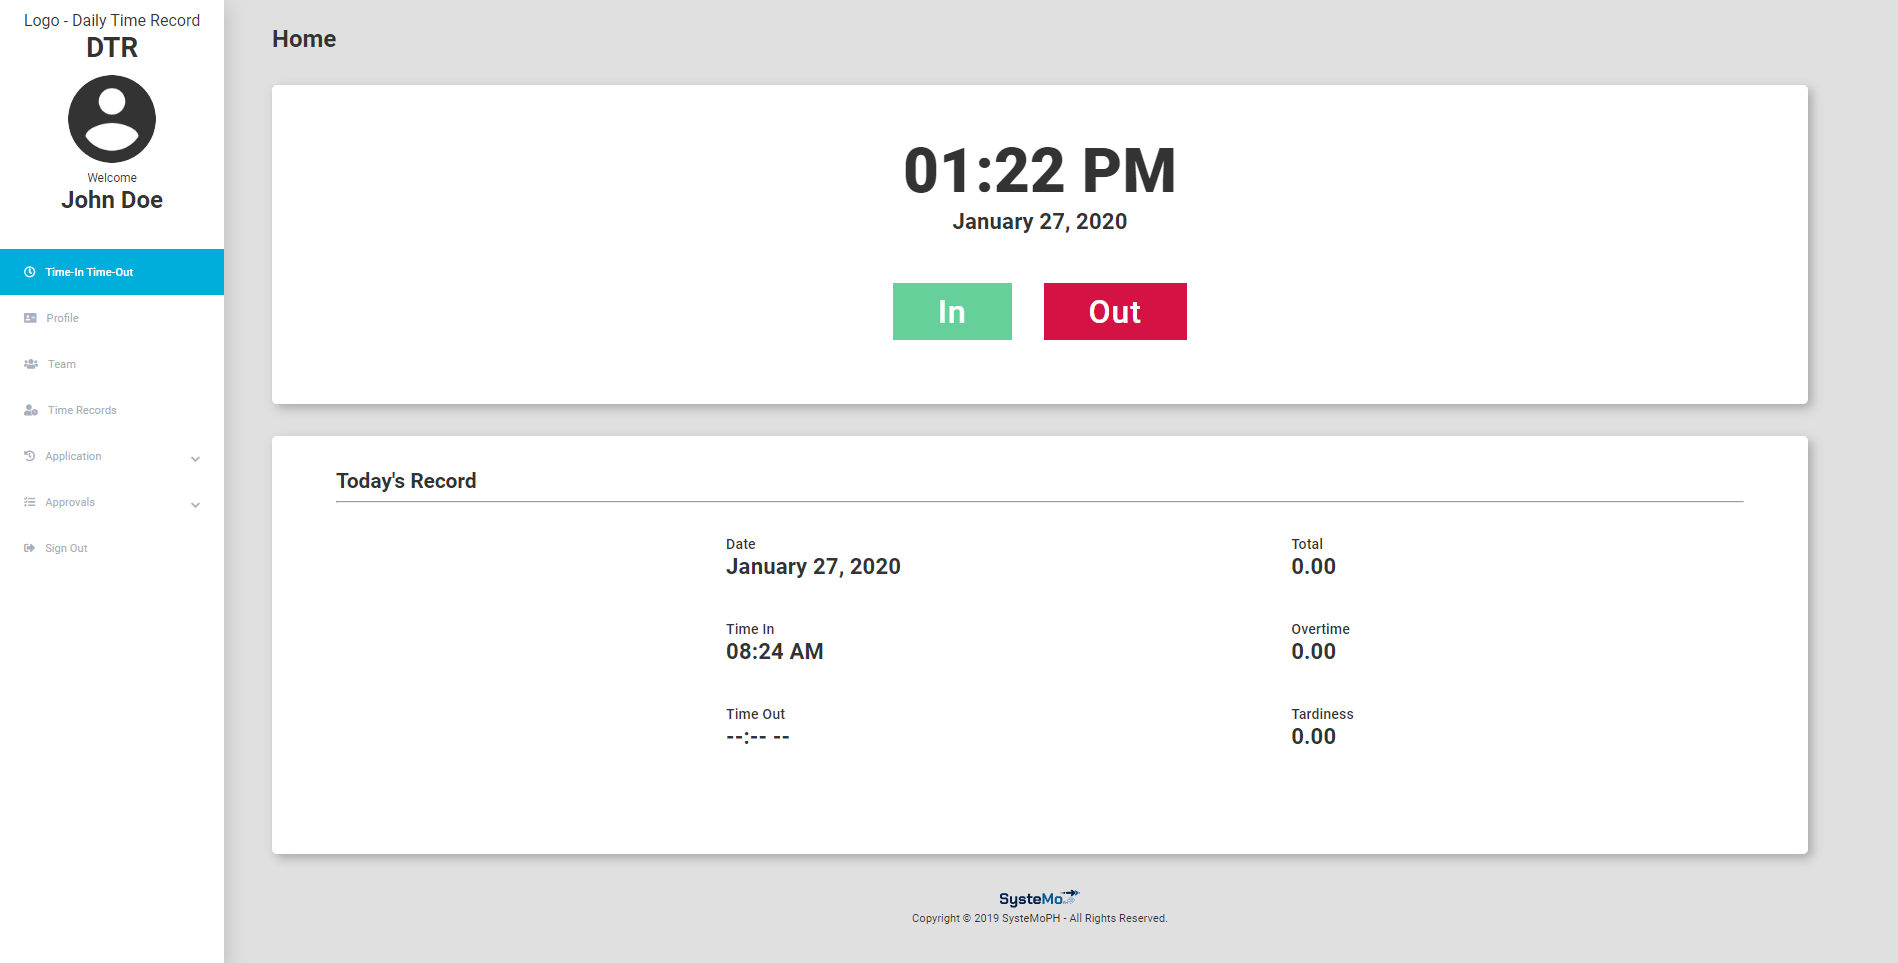 Logo - Daily Time Record
DTR
Welcome
John Doe
Time-In Time-Out
Profile
Team
Time Records
Application
Approvals
Sign Out
Home
01:22 PM
January 27, 2020
In
Out
Today's Record
Date
January 27, 2020
Time In
08:24 AM
Time Out
--:-- --
Total
0.00
Overtime
0.00
Tardiness
0.00
SysteMo
Copyright © 2019 SysteMoPH - All Rights Reserved.